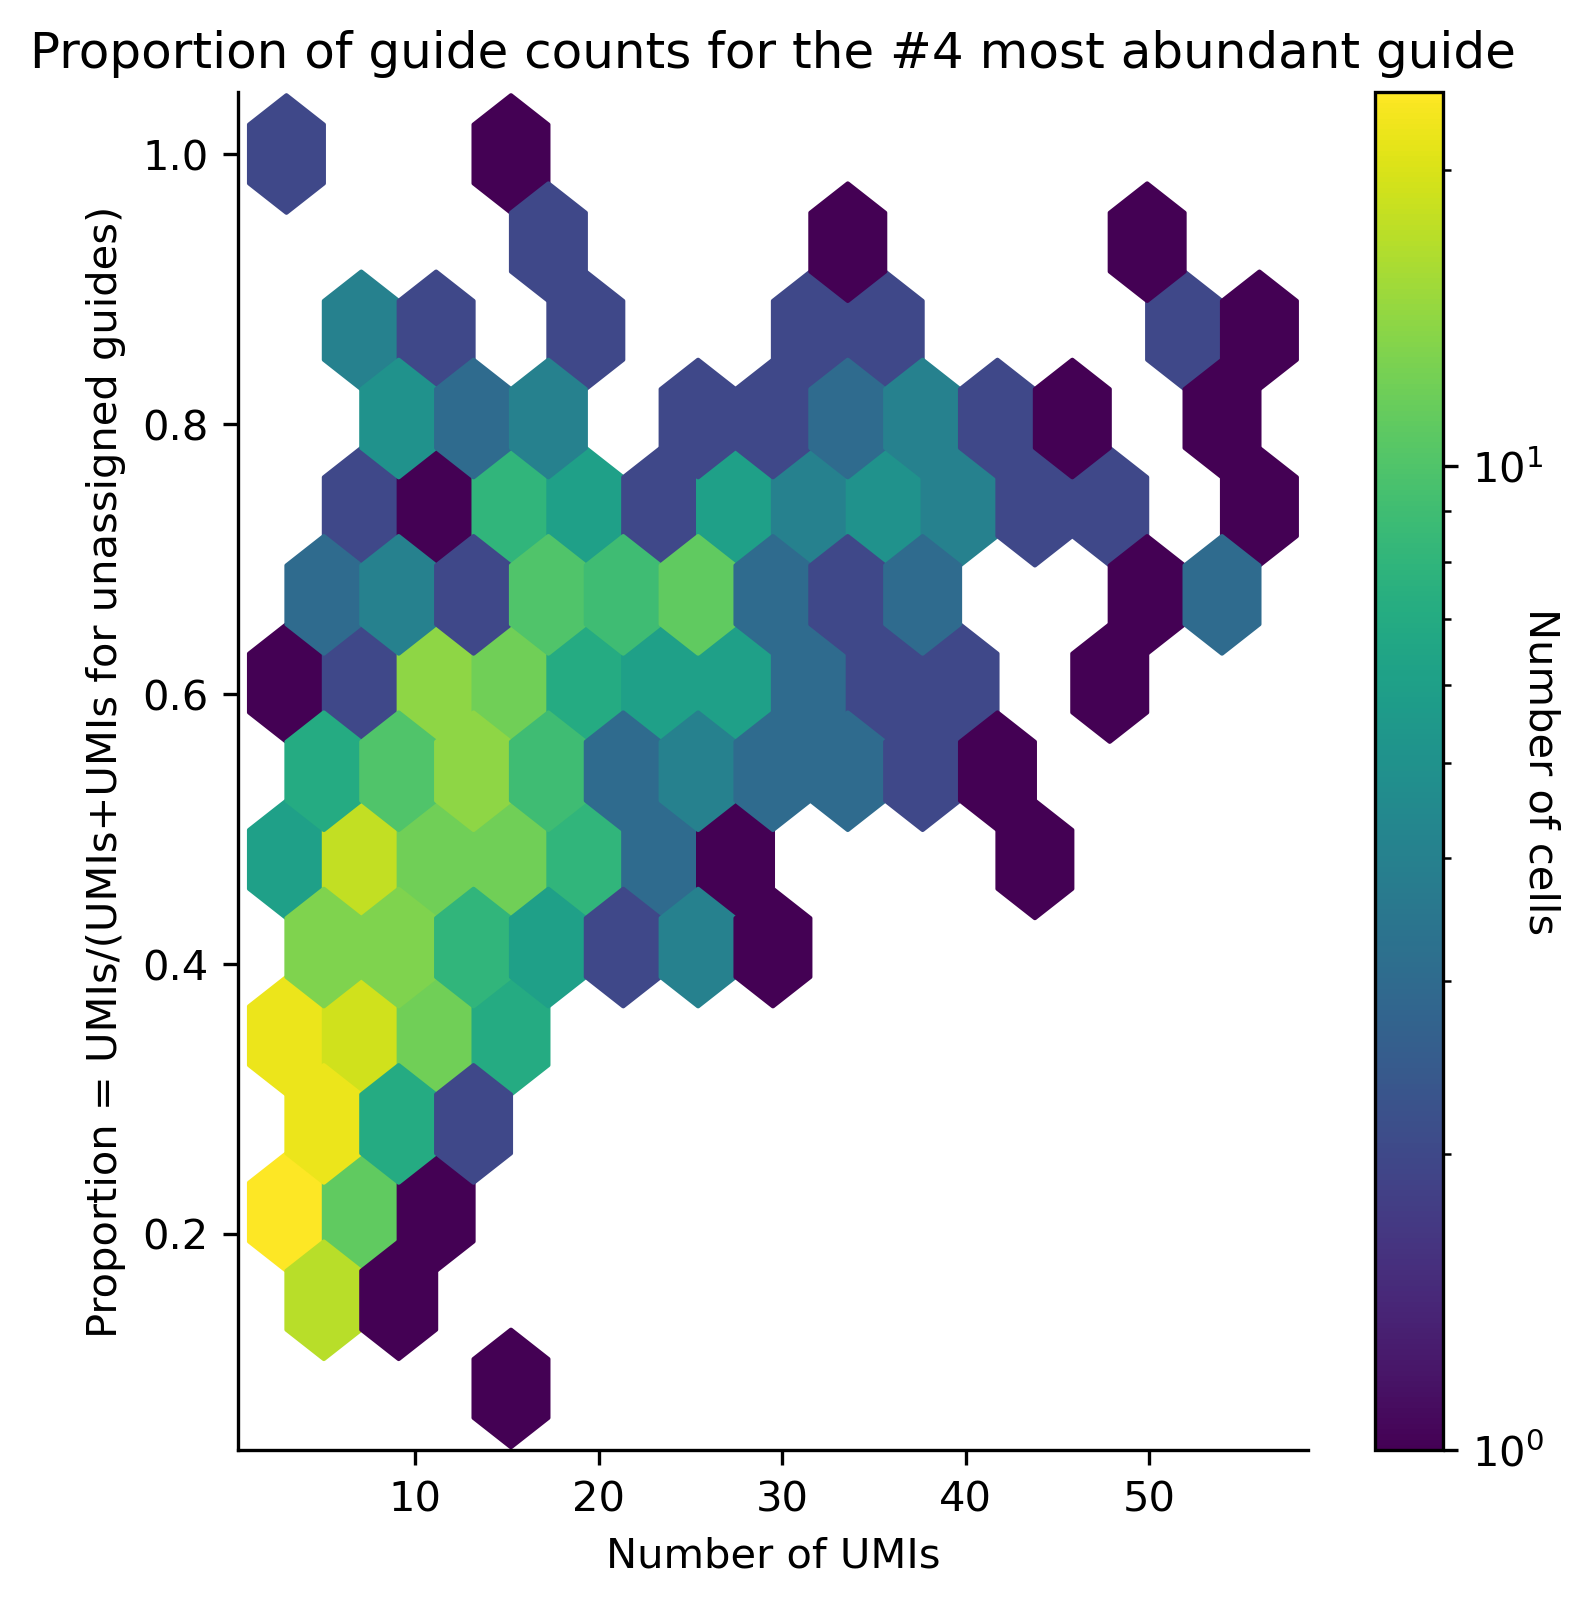 Proportion of guide counts for the #4 most abundant guide
Proportion = UMIs/(UMIs+UMIs for unassigned guides)
1.0
0.8
0.6
0.4
0.2
10 20 30 40 50
Number of UMIs
10¹
10⁰
Number of cells